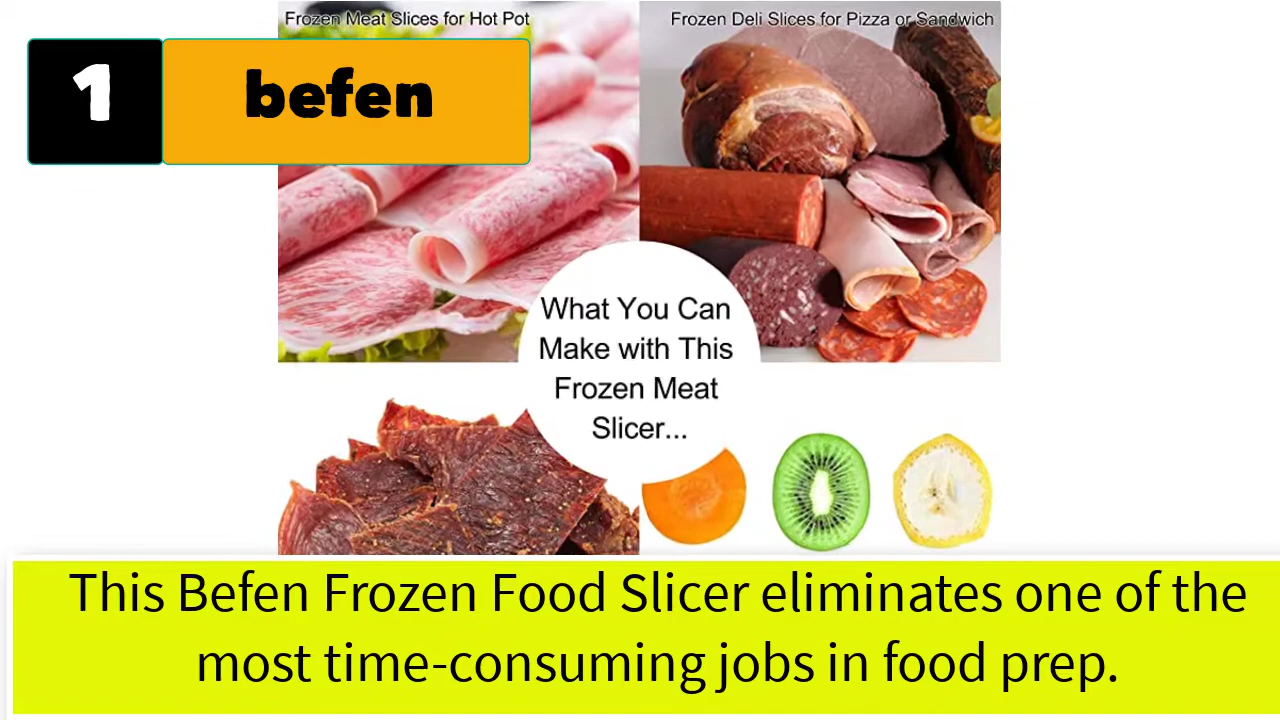 Frozen Meat Slices for Hot Pot
Frozen Deli Slices for Pizza or Sandwich
1
befen
What You Can
Make with This
Frozen Meat
Slicer...
This Befen Frozen Food Slicer eliminates one of the
most time-consuming jobs in food prep.